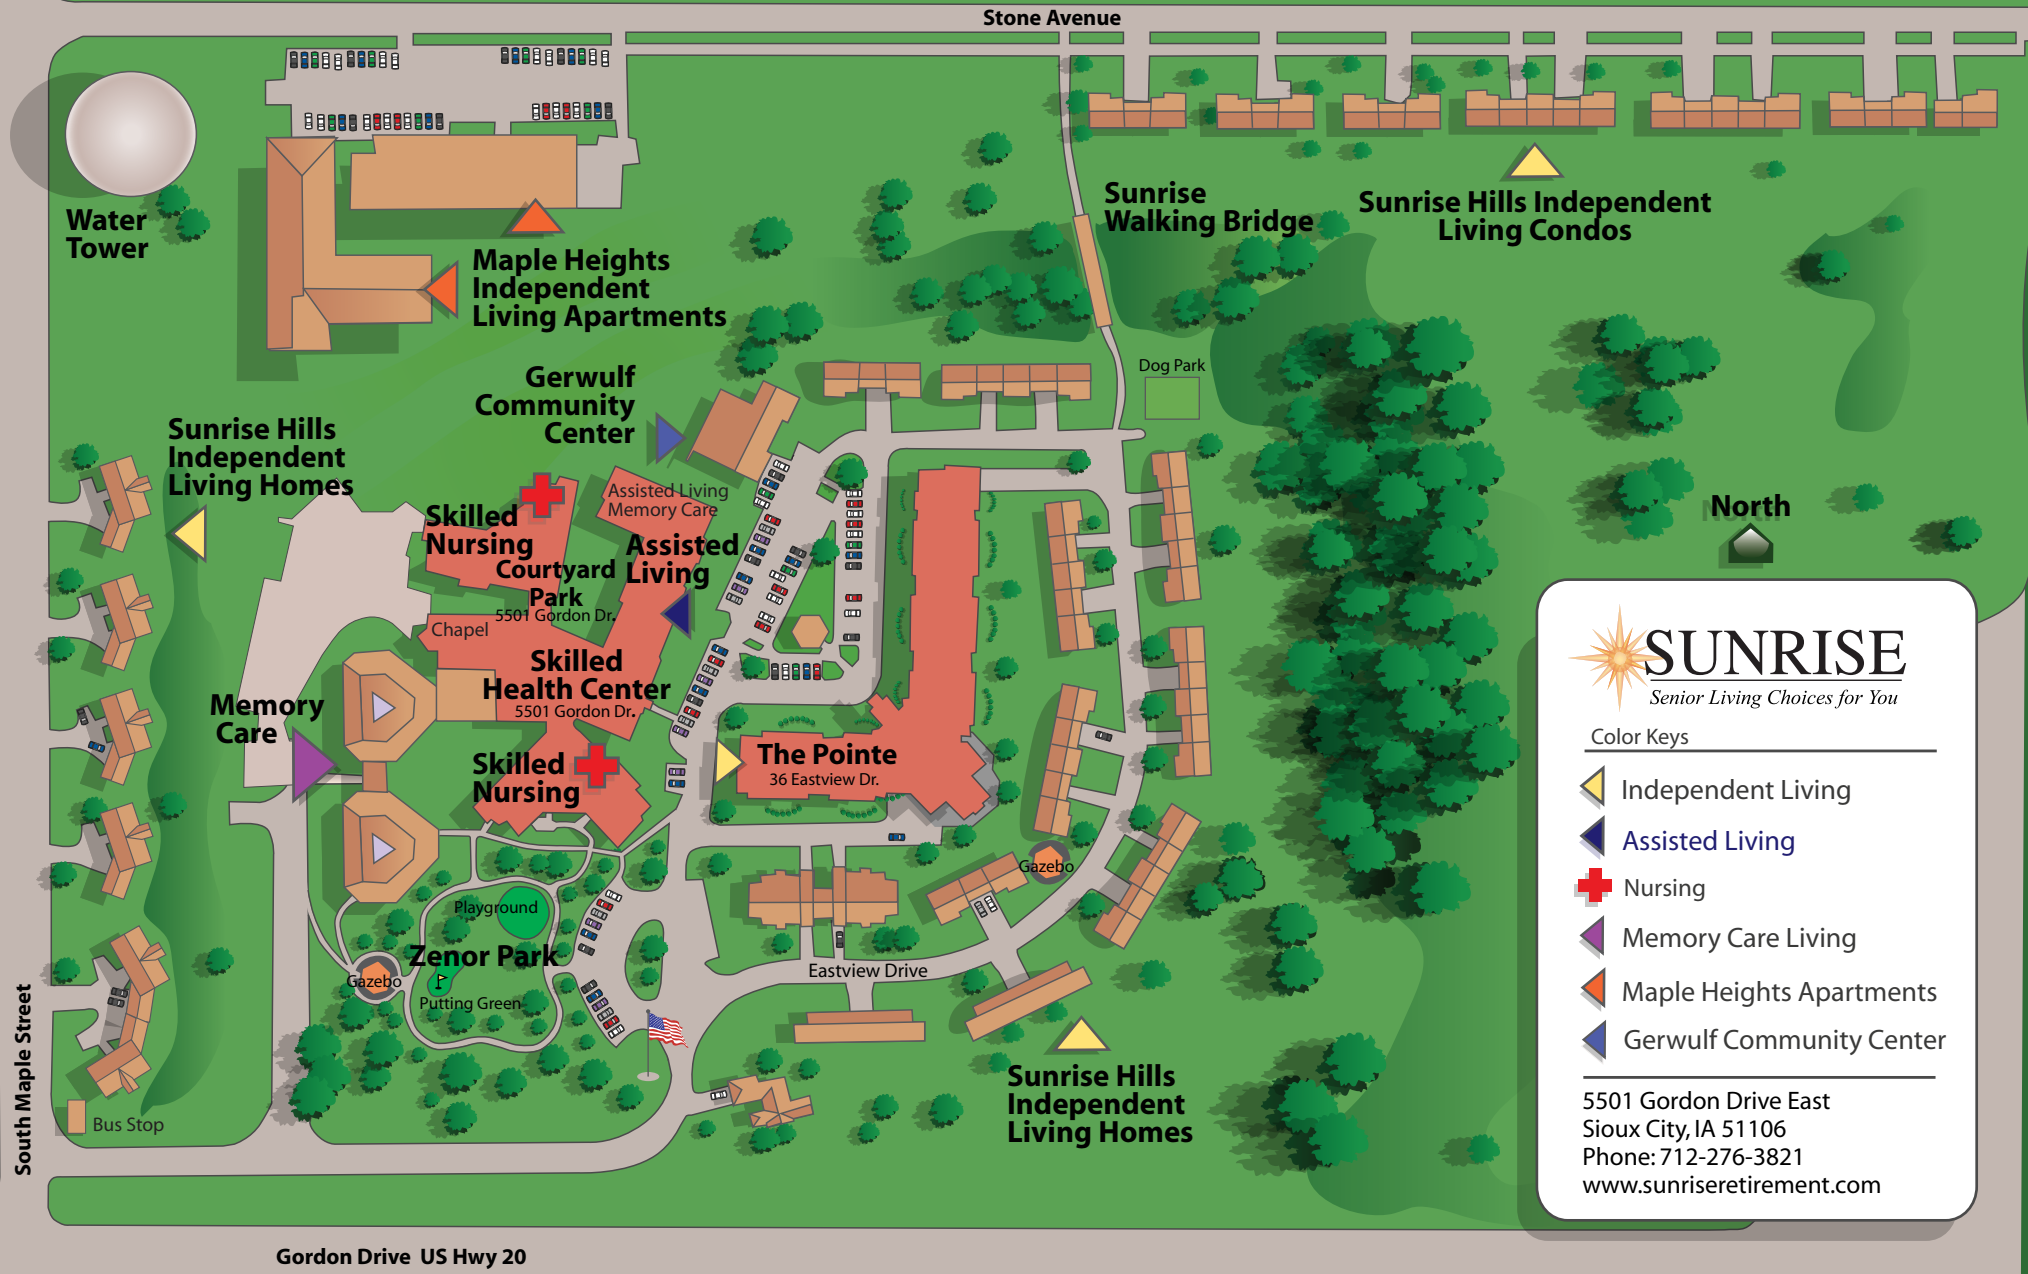 Stone Avenue
Water
Tower
Maple Heights
Independent
Living Apartments
Sunrise
Walking Bridge
Sunrise Hills Independent
Living Condos
Dog Park
Gerwulf
Community
Center
Sunrise Hills
Independent
Living Homes
Skilled
Nursing
Assisted Living
Memory Care
Assisted
Living
Courtyard
Park
5501 Gordon Dr.
Chapel
Skilled
Health Center
5501 Gordon Dr.
Memory
Care
Skilled
Nursing
The Pointe
36 Eastview Dr.
Gazebo
Playground
Zenor Park
Gazebo
Putting Green
Eastview Drive
Sunrise Hills
Independent
Living Homes
Bus Stop
South Maple Street
Gordon Drive US Hwy 20
North
SUNRISE
Senior Living Choices for You
Color Keys
Independent Living
Assisted Living
Nursing
Memory Care Living
Maple Heights Apartments
Gerwulf Community Center
5501 Gordon Drive East
Sioux City, IA 51106
Phone: 712-276-3821
www.sunriseretirement.com